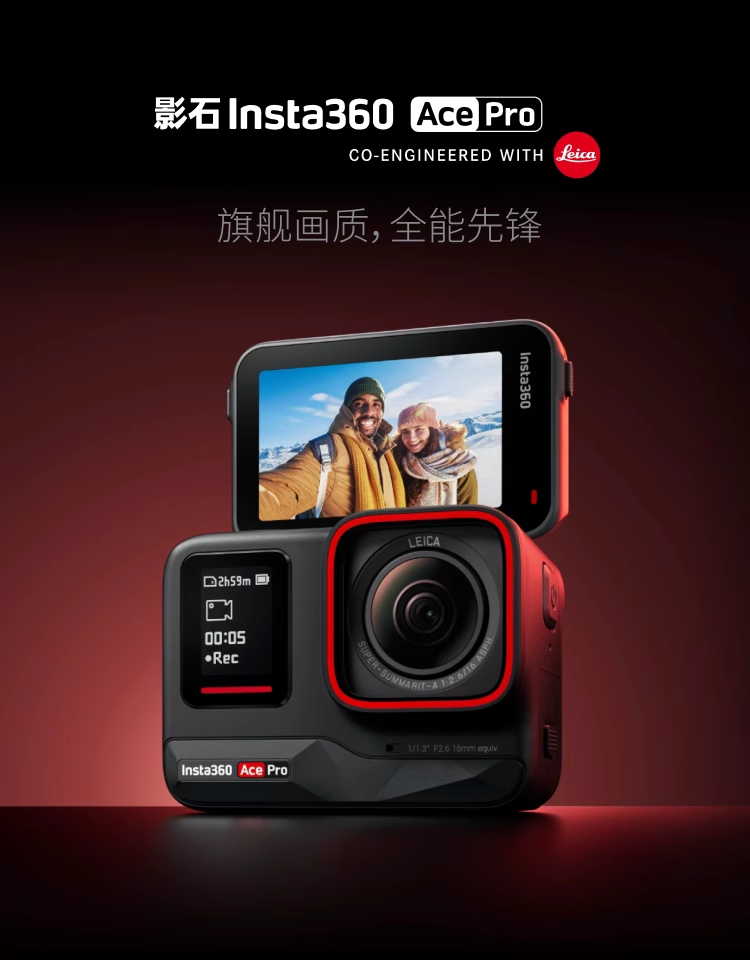 影石 Insta360 Ace Pro
CO-ENGINEERED WITH Leica
旗舰画质，全能先锋
Insta360
LEICA
2h59m
00:05
•Rec
SUPER-SUMMARIT-A 1:2.6/16 ASPH.
1/1.3" F2.6 16mm equiv.
Insta360 Ace Pro